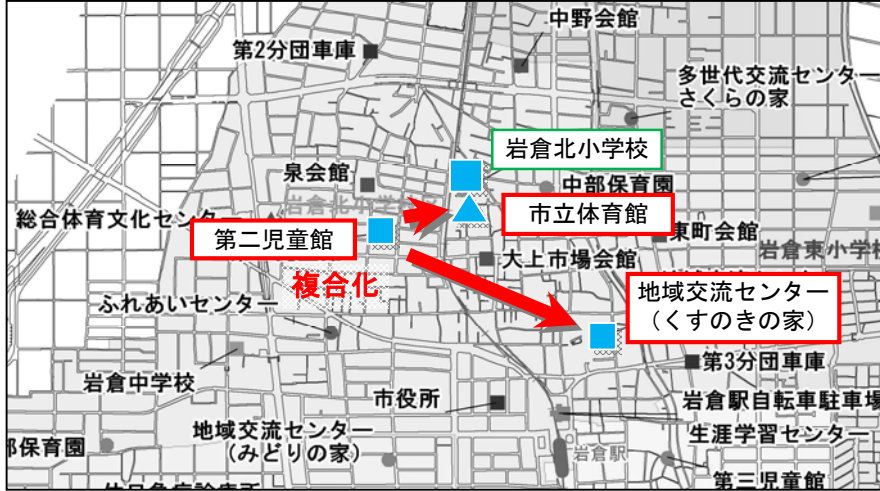 中野会館
第2分団車庫
多世代交流センター
さくらの家
岩倉北小学校
泉会館
中部保育園
岩倉北小学校
総合体育文化センター
市立体育館
第二児童館
東町会館
岩倉東小学校
大上市場会館
複合化
地域交流センター
(くすのきの家)
ふれあいセンター
第3分団車庫
岩倉中学校
市役所
岩倉駅自転車駐車場
地域交流センター
(みどりの家)
生涯学習センター
部保育園
岩倉駅
第三児童館